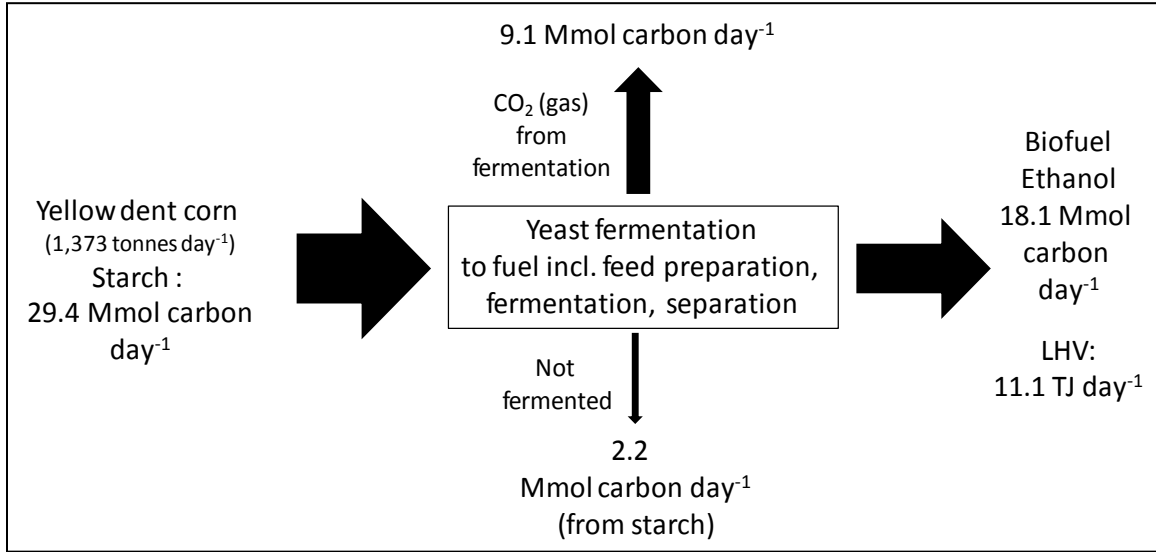 9.1 Mmol carbon day⁻¹
CO₂ (gas)
from
fermentation
Yellow dent corn
(1,373 tonnes day⁻¹)
Starch :
29.4 Mmol carbon
day⁻¹
Yeast fermentation
to fuel incl. feed preparation,
fermentation, separation
Biofuel
Ethanol
18.1 Mmol
carbon
day⁻¹
LHV:
11.1 TJ day⁻¹
Not
fermented
2.2
Mmol carbon day⁻¹
(from starch)